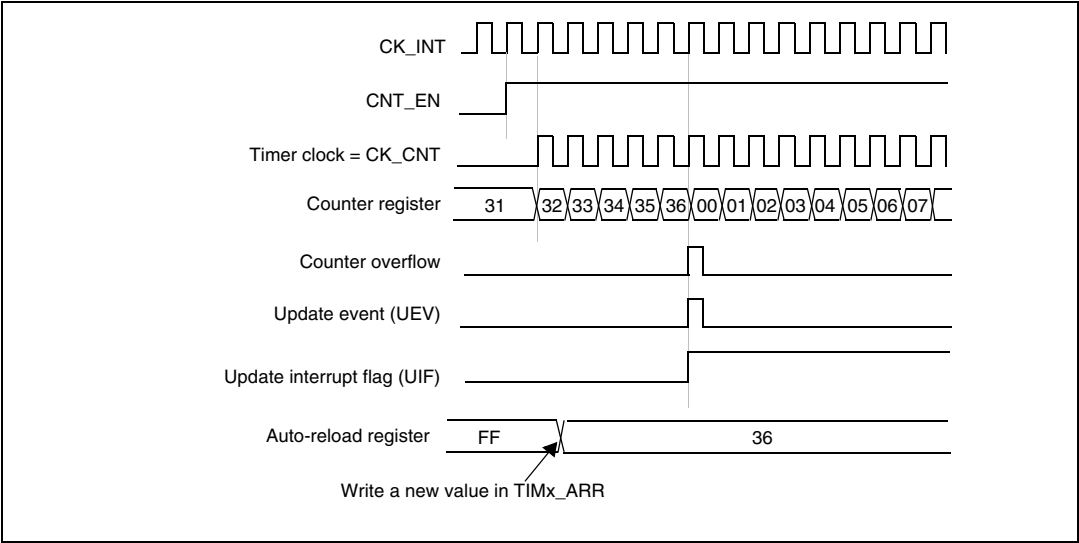 CK_INT
CNT_EN
Timer clock = CK_CNT
Counter register 31 32 33 34 35 36 00 01 02 03 04 05 06 07
Counter overflow
Update event (UEV)
Update interrupt flag (UIF)
Auto-reload register FF 36
Write a new value in TIMx_ARR